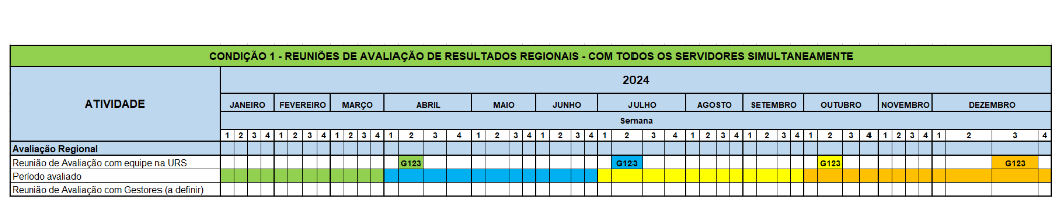 CONDIÇÃO 1 - REUNIÕES DE AVALIAÇÃO DE RESULTADOS REGIONAIS - COM TODOS OS SERVIDORES SIMULTANEAMENTE
ATIVIDADE
2024
JANEIRO FEVEREIRO MARÇO ABRIL MAIO JUNHO JULHO AGOSTO SETEMBRO OUTUBRO NOVEMBRO DEZEMBRO
Semana
1 2 3 4 1 2 3 4 1 2 3 4 1 2 3 4 1 2 3 4 1 2 3 4 1 2 3 4 1 2 3 4 1 2 3 4 1 2 3 4 1 2 3 4 1 2 3 4
Avaliação Regional
Reunião de Avaliação com equipe na URS G123 G123 G123 G123
Período avaliado
Reunião de Avaliação com Gestores (a definir)